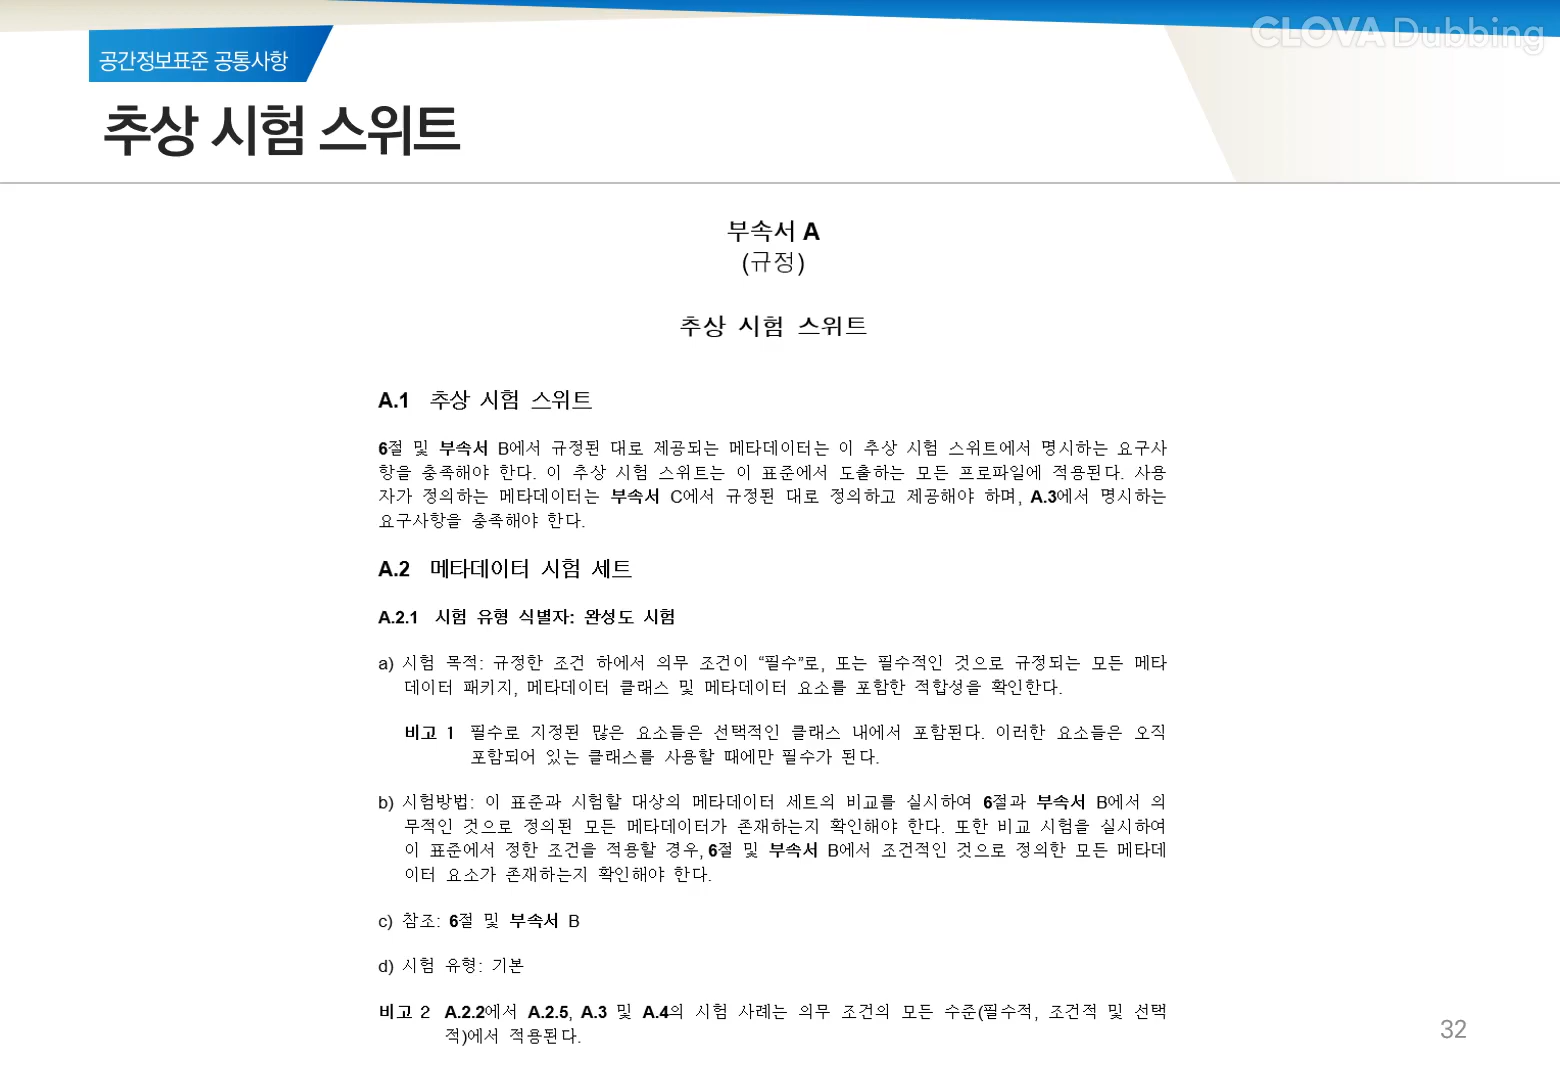 CLOVA Dubbing
공간정보표준 공통사항
추상 시험 스위트
부속서 A
(규정)
추상 시험 스위트
A.1 추상 시험 스위트
6절 및 부속서 B에서 규정된 대로 제공되는 메타데이터는 이 추상 시험 스위트에서 명시하는 요구사
항을 충족해야 한다. 이 추상 시험 스위트는 이 표준에서 도출하는 모든 프로파일에 적용된다. 사용
자가 정의하는 메타데이터는 부속서 C에서 규정된 대로 정의하고 제공해야 하며, A.3에서 명시하는
요구사항을 충족해야 한다.
A.2 메타데이터 시험 세트
A.2.1 시험 유형 식별자: 완성도 시험
a) 시험 목적: 규정한 조건 하에서 의무 조건이 “필수”로, 또는 필수적인 것으로 규정되는 모든 메타
데이터 패키지, 메타데이터 클래스 및 메타데이터 요소를 포함한 적합성을 확인한다.
비고 1 필수로 지정된 많은 요소들은 선택적인 클래스 내에서 포함된다. 이러한 요소들은 오직
포함되어 있는 클래스를 사용할 때에만 필수가 된다.
b) 시험방법: 이 표준과 시험할 대상의 메타데이터 세트의 비교를 실시하여 6절과 부속서 B에서 의
무적인 것으로 정의된 모든 메타데이터가 존재하는지 확인해야 한다. 또한 비교 시험을 실시하여
이 표준에서 정한 조건을 적용할 경우, 6절 및 부속서 B에서 조건적인 것으로 정의한 모든 메타데
이터 요소가 존재하는지 확인해야 한다.
c) 참조: 6절 및 부속서 B
d) 시험 유형: 기본
비고 2 A.2.2에서 A.2.5, A.3 및 A.4의 시험 사례는 의무 조건의 모든 수준(필수적, 조건적 및 선택
적)에서 적용된다.
32